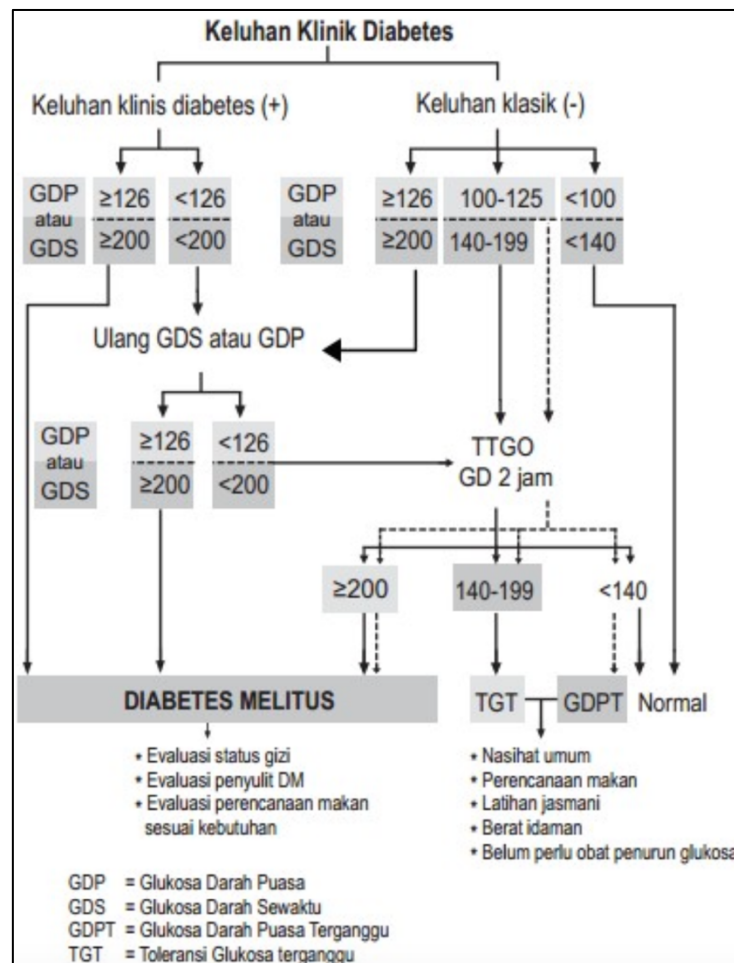 Keluhan Klinik Diabetes
Keluhan klinis diabetes (+)
Keluhan klasik (-)
GDP
atau
GDS
≥126
<126
≥200
<200
GDP
atau
GDS
≥126
100-125
<100
≥200
140-199
<140
Ulang GDS atau GDP
GDP
atau
GDS
≥126
<126
≥200
<200
TTGO
GD 2 jam
≥200
140-199
<140
DIABETES MELITUS
TGT
GDPT
Normal
* Evaluasi status gizi
* Evaluasi penyulit DM
* Evaluasi perencanaan makan
sesuai kebutuhan
* Nasihat umum
* Perencanaan makan
* Latihan jasmani
* Berat idaman
* Belum perlu obat penurun glukosa
GDP = Glukosa Darah Puasa
GDS = Glukosa Darah Sewaktu
GDPT = Glukosa Darah Puasa Terganggu
TGT = Toleransi Glukosa terganggu